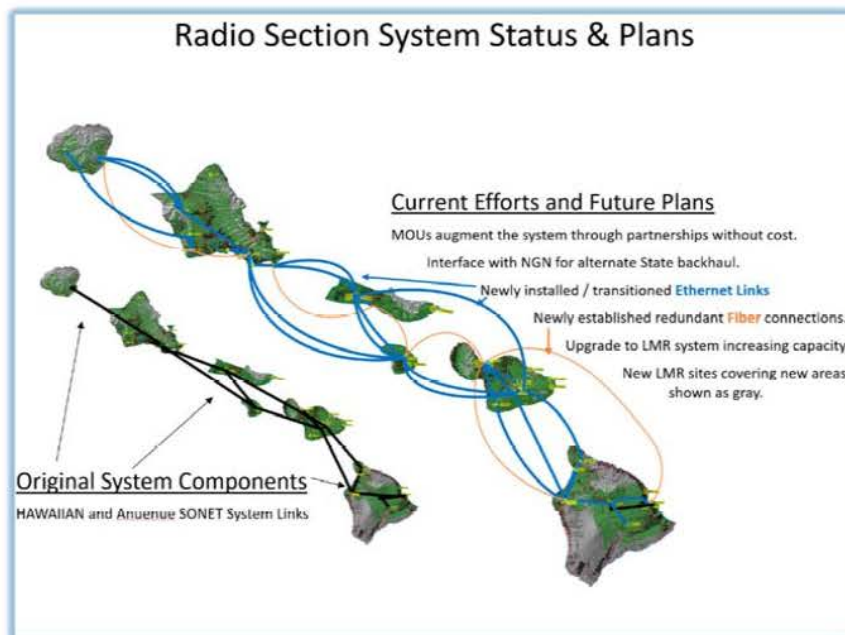 Radio Section System Status & Plans
Current Efforts and Future Plans
MOUs augment the system through partnerships without cost.
Interface with NGN for alternate State backhaul.
Newly installed / transitioned Ethernet Links
Newly established redundant Fiber connections.
Upgrade to LMR system increasing capacity
New LMR sites covering new areas
shown as gray.
Original System Components
HAWAIIAN and Anuenue SONET System Links